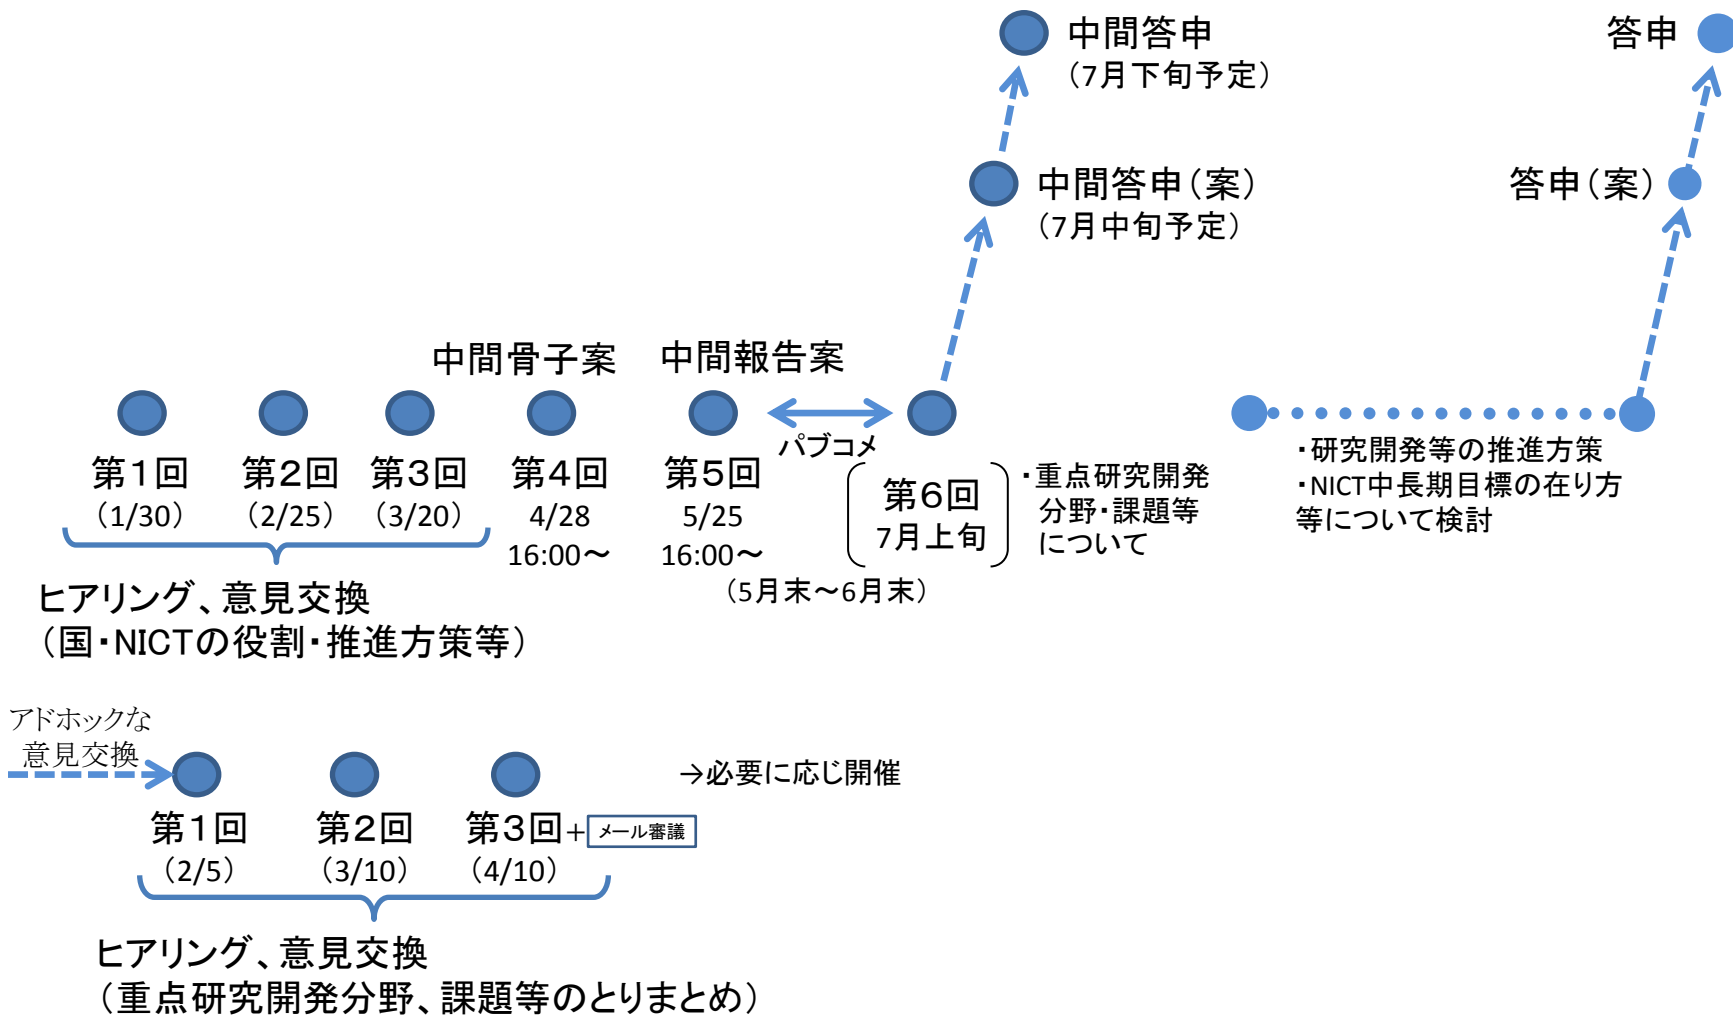 中間答申
（7月下旬予定）
答申
中間答申（案）
（7月中旬予定）
答申（案）
中間骨子案
中間報告案
パブコメ
第１回
（1/30）
第２回
（2/25）
第３回
（3/20）
第４回
4/28
16:00～
第５回
5/25
16:00～
（5月末～6月末）
第６回
7月上旬
・重点研究開発
分野・課題等
について
・研究開発等の推進方策
・NICT中長期目標の在り方
等について検討
ヒアリング、意見交換
（国・NICTの役割・推進方策等）
アドホックな
意見交換
→必要に応じ開催
第１回
（2/5）
第２回
（3/10）
第３回+メール審議
（4/10）
ヒアリング、意見交換
（重点研究開発分野、課題等のとりまとめ）